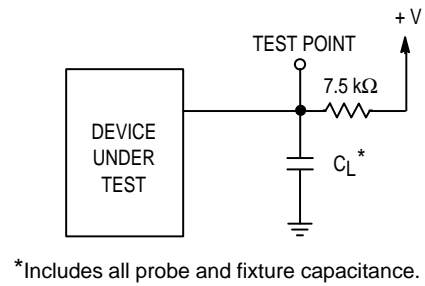 + V
TEST POINT
7.5 kΩ
DEVICE
UNDER
TEST
CL*
*Includes all probe and fixture capacitance.